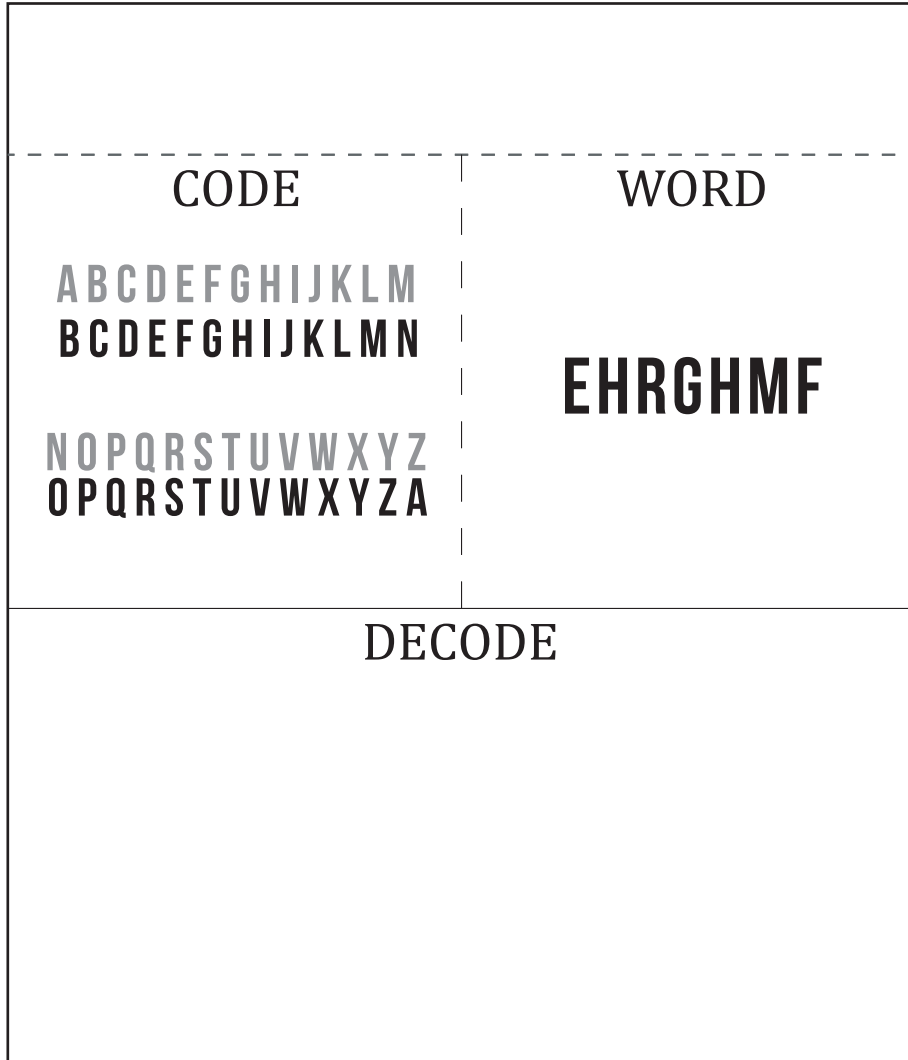 CODE
WORD
ABCDEFGHIJKLM
BCDEFGHIJKLMN
EHRGHMF
NOPQRSTUVWXYZ
OPQRSTUVWXYZA
DECODE